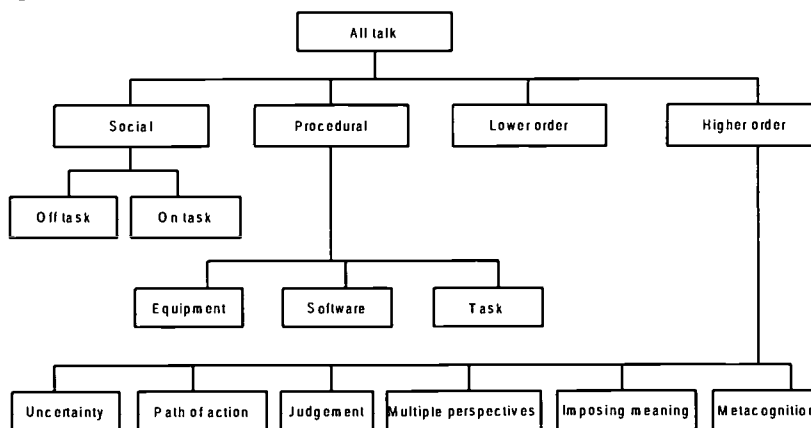 All talk
Social Procedural Lower order Higher order
Off task On task
Equipment Software Task
Uncertainty Path of action Judgement Multiple perspectives Imposing meaning Metacognition